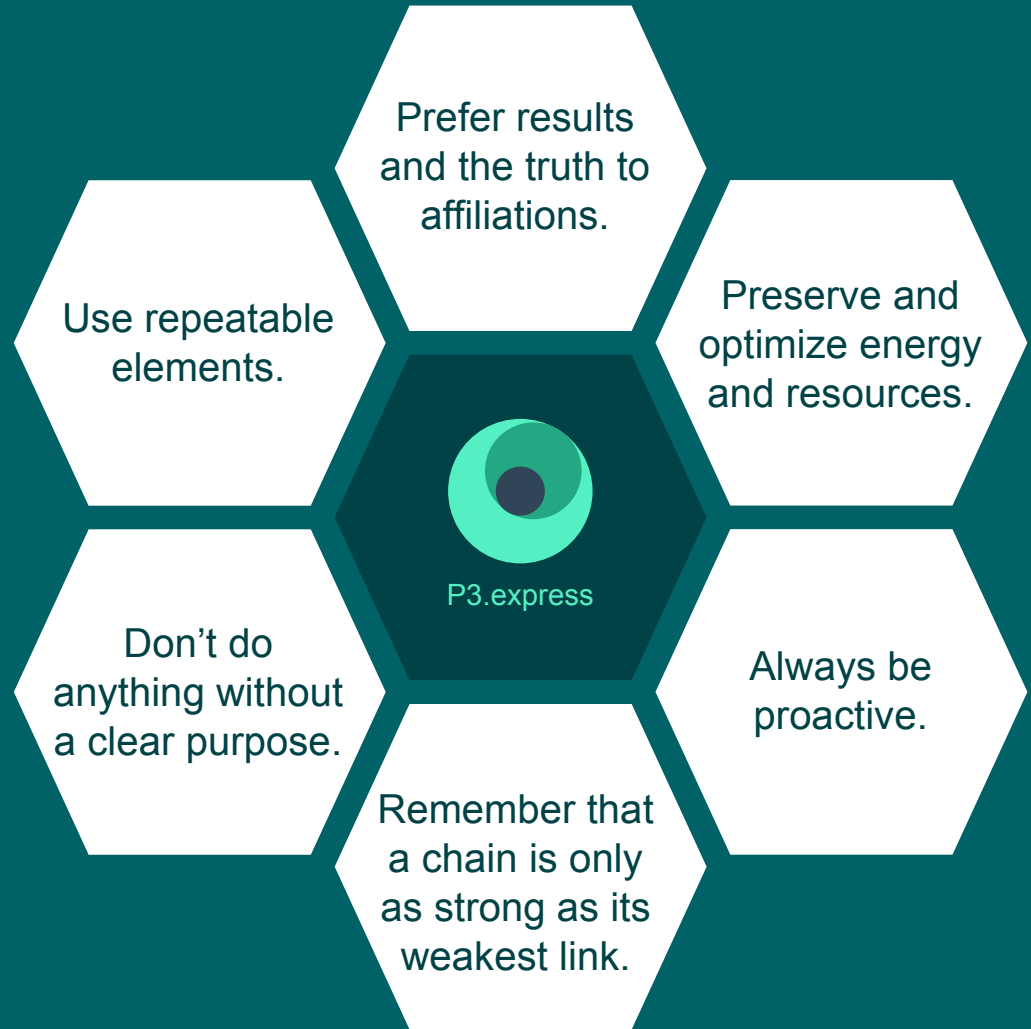 Prefer results
and the truth to
affiliations.
Preserve and
optimize energy
and resources.
Always be
proactive.
Remember that
a chain is only
as strong as its
weakest link.
Don’t do
anything without
a clear purpose.
Use repeatable
elements.
P3.express